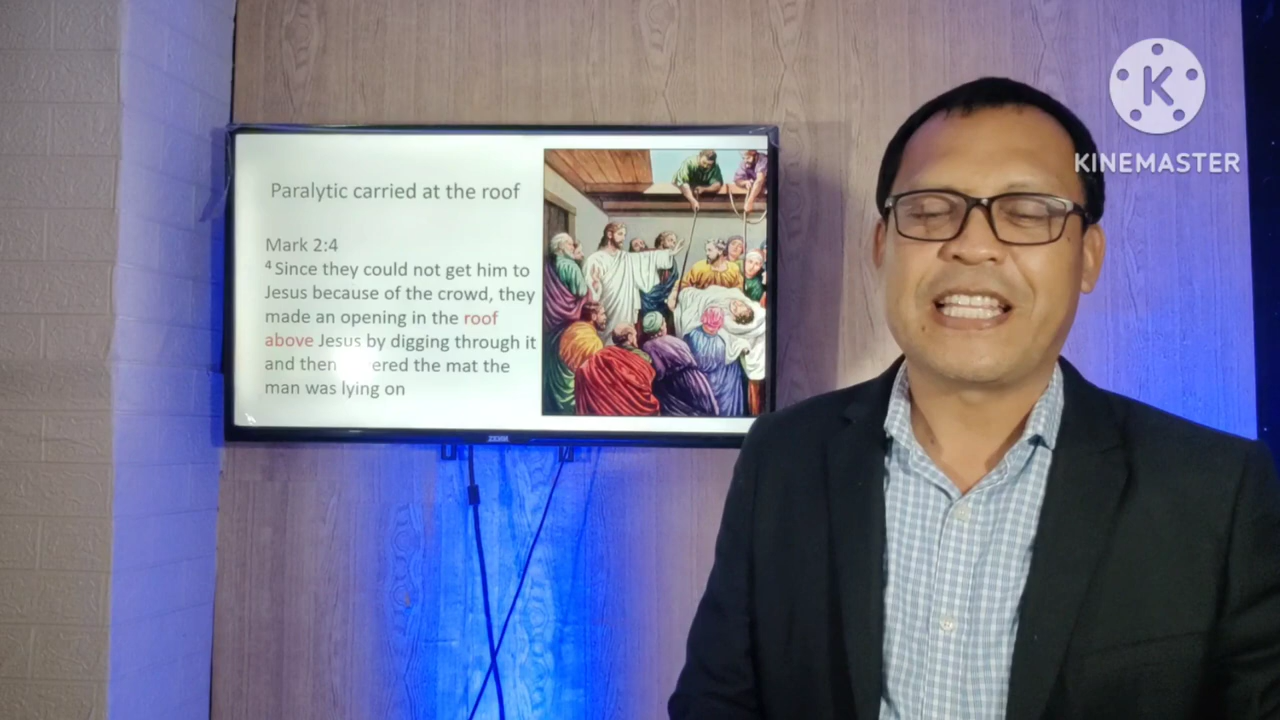 Paralytic carried at the roof
Mark 2:4
4 Since they could not get him to
Jesus because of the crowd, they
made an opening in the roof
above Jesus by digging through it
and then ered the mat the
man was lying on
K
KINEMASTER